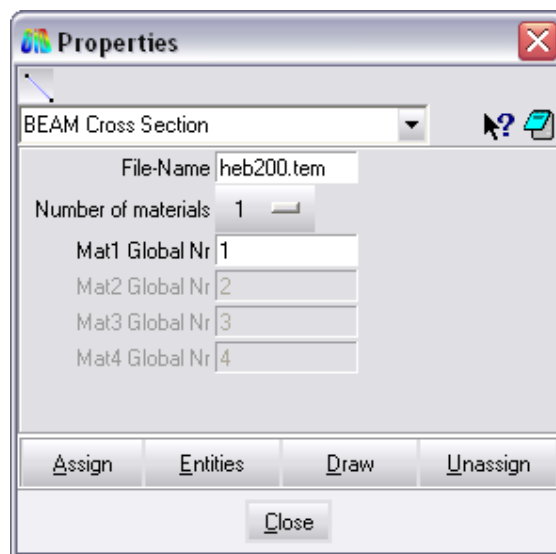 Properties
BEAM Cross Section
File-Name heb200.tem
Number of materials 1
Mat1 Global Nr 1
Mat2 Global Nr 2
Mat3 Global Nr 3
Mat4 Global Nr 4
Assign Entities Draw Unassign
Close